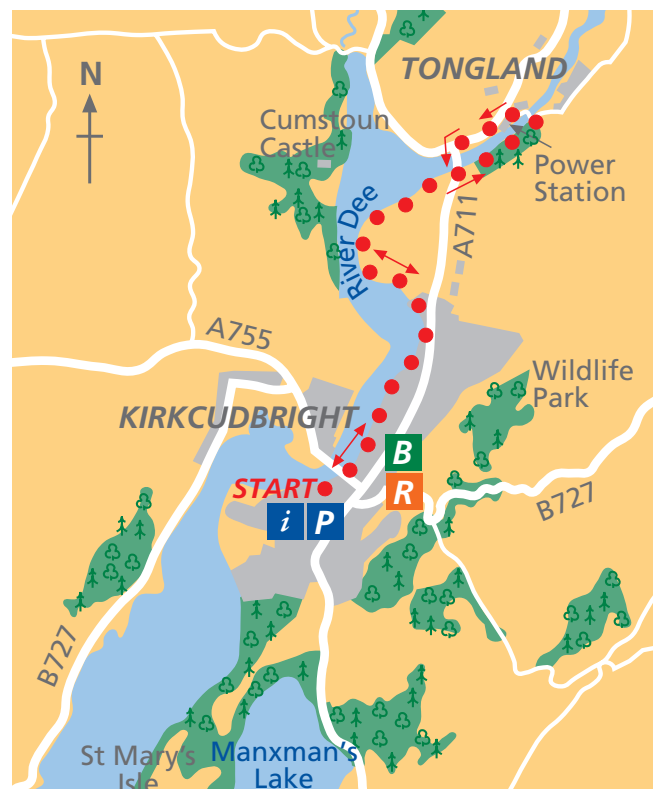 TONGLAND
N
Cumstoun
Castle
Power
Station
River Dee
A711
A755
Wildlife
Park
KIRKCUDBRIGHT
B
START
R
i P
B727
B727
St Mary's
Isle
Manxman's
Lake